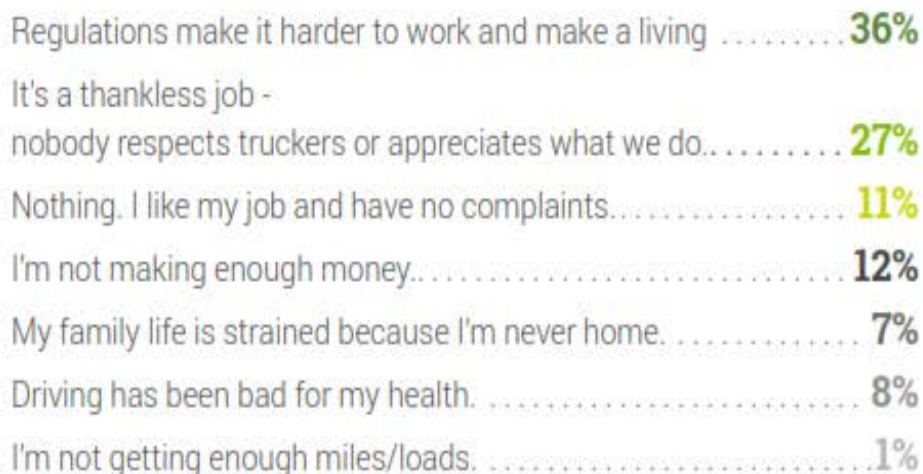 Regulations make it harder to work and make a living ......... 36%
It's a thankless job -
nobody respects truckers or appreciates what we do.......... 27%
Nothing. I like my job and have no complaints................. 11%
I'm not making enough money.............................. 12%
My family life is strained because I'm never home. ............ 7%
Driving has been bad for my health. .......................... 8%
I'm not getting enough miles/loads. .......................... 1%